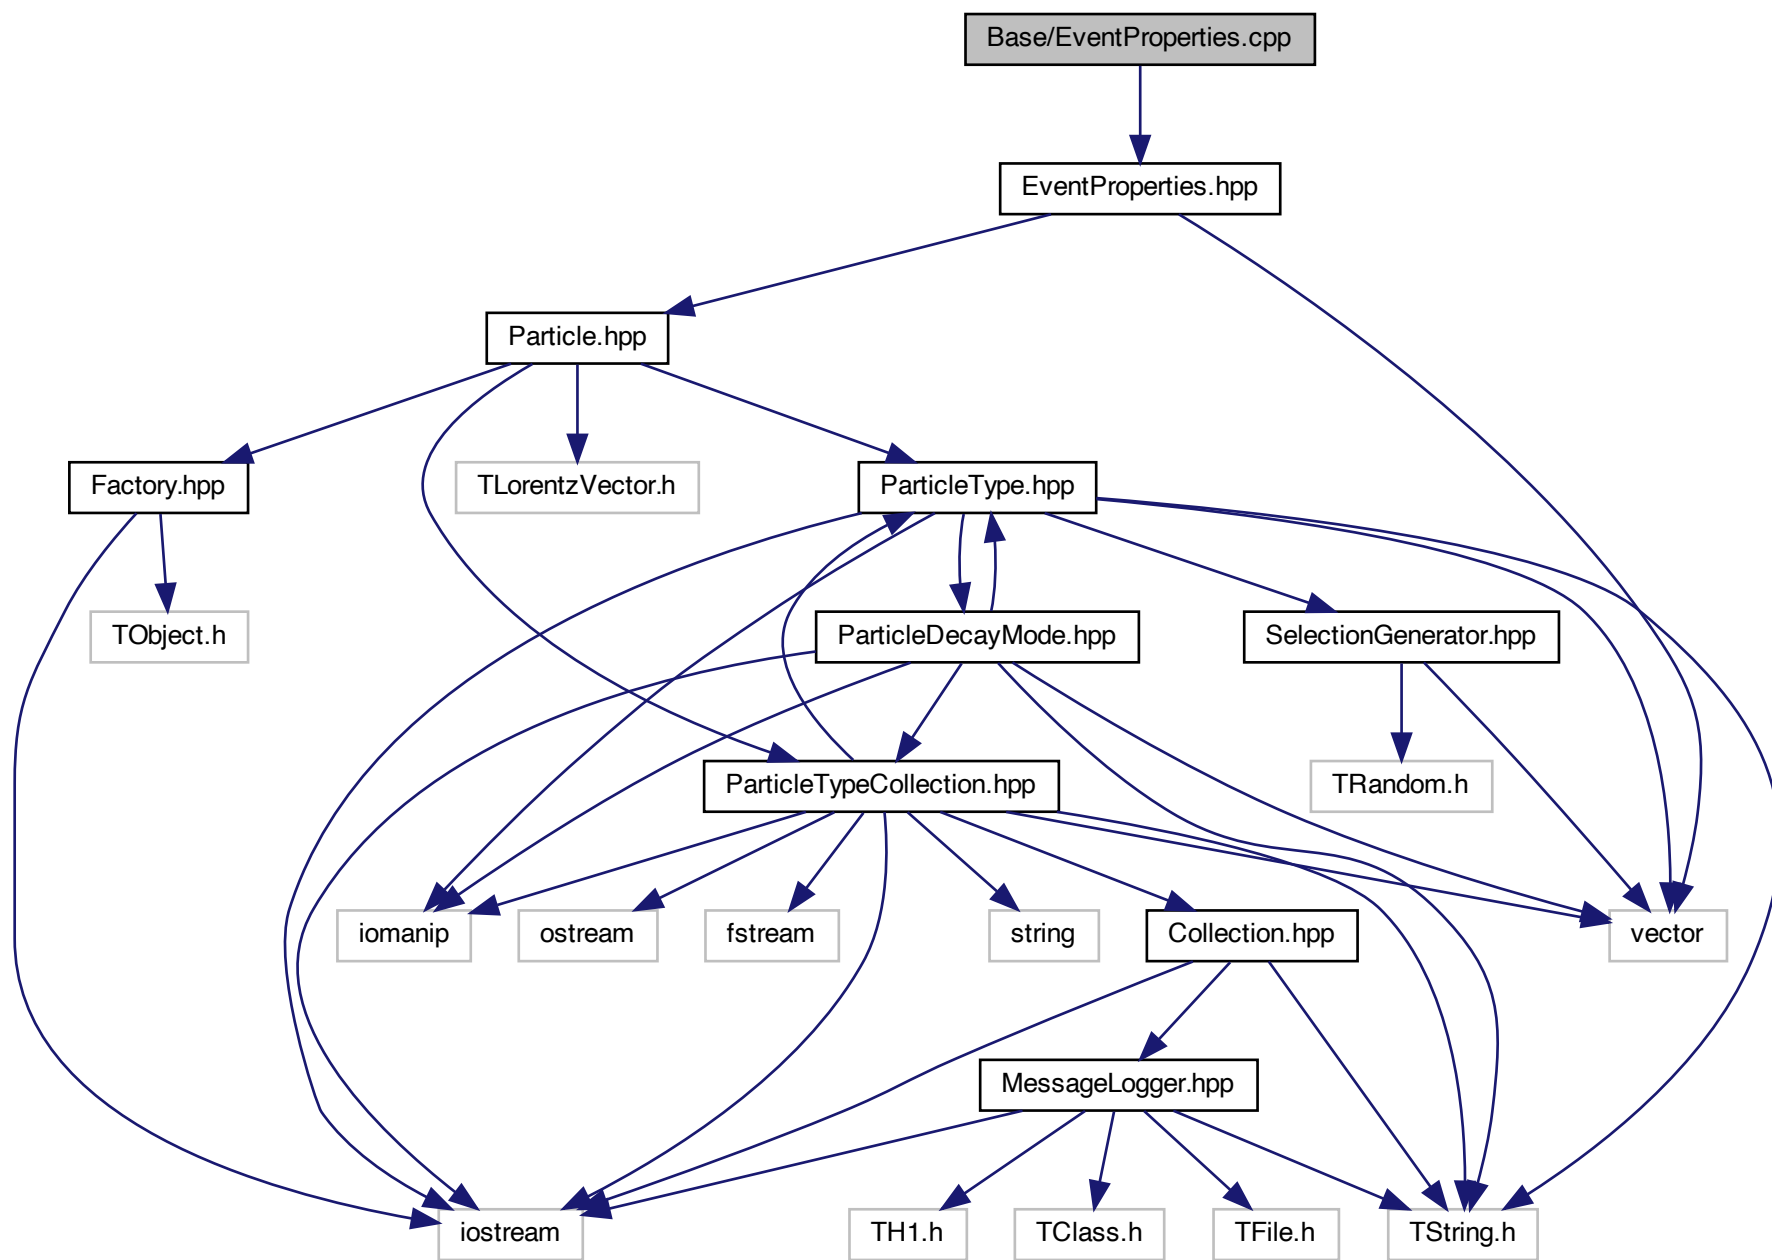 Base/EventProperties.cpp
EventProperties.hpp
Particle.hpp
Factory.hpp
TLorentzVector.h
ParticleType.hpp
TObject.h
ParticleDecayMode.hpp
SelectionGenerator.hpp
ParticleTypeCollection.hpp
TRandom.h
iomanip
ostream
fstream
string
Collection.hpp
vector
MessageLogger.hpp
iostream
TH1.h
TClass.h
TFile.h
TString.h